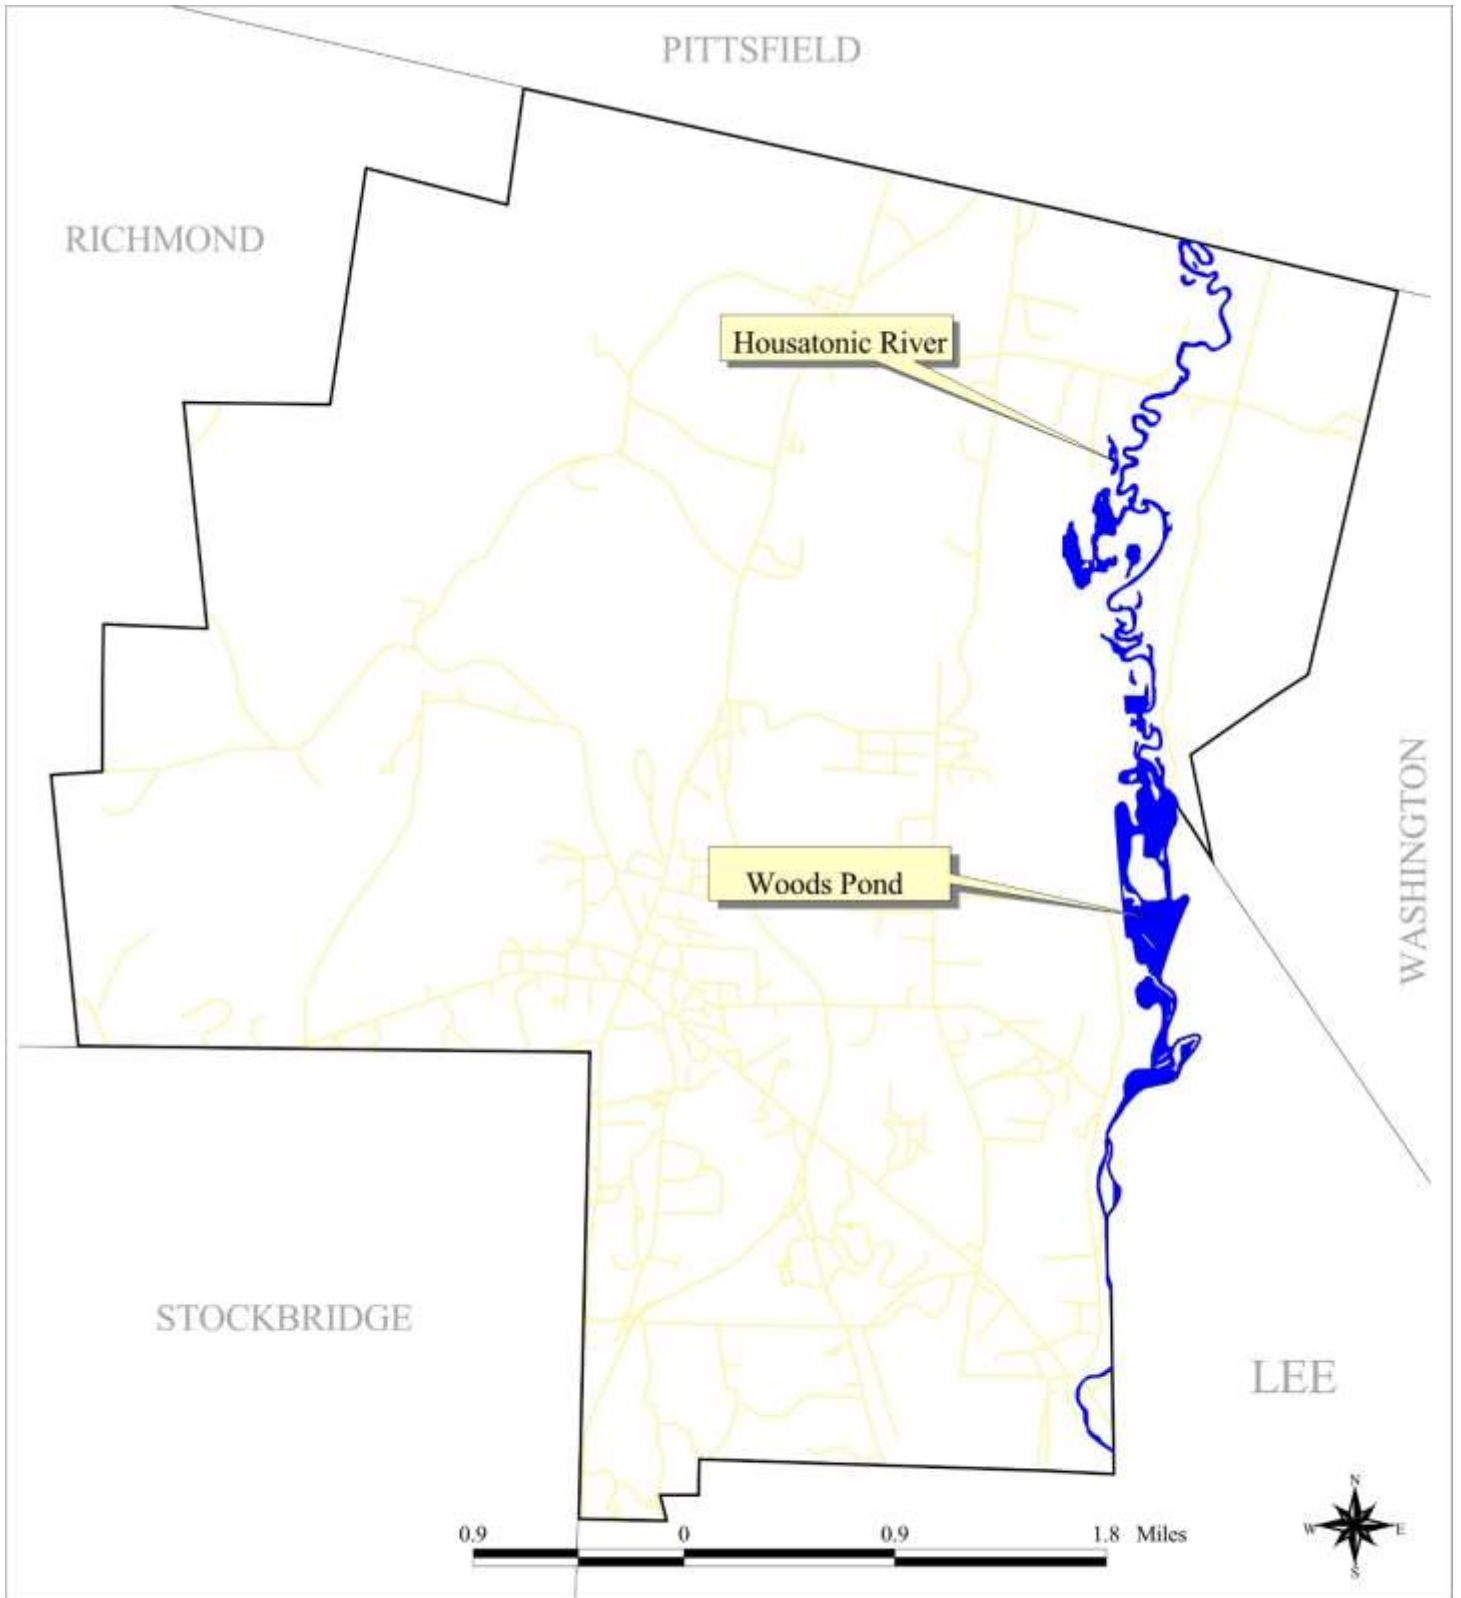 PITTSFIELD
RICHMOND
Housatonic River
WASHINGTON
Woods Pond
STOCKBRIDGE
LEE
N
W E
S
0.9 0 0.9 1.8 Miles